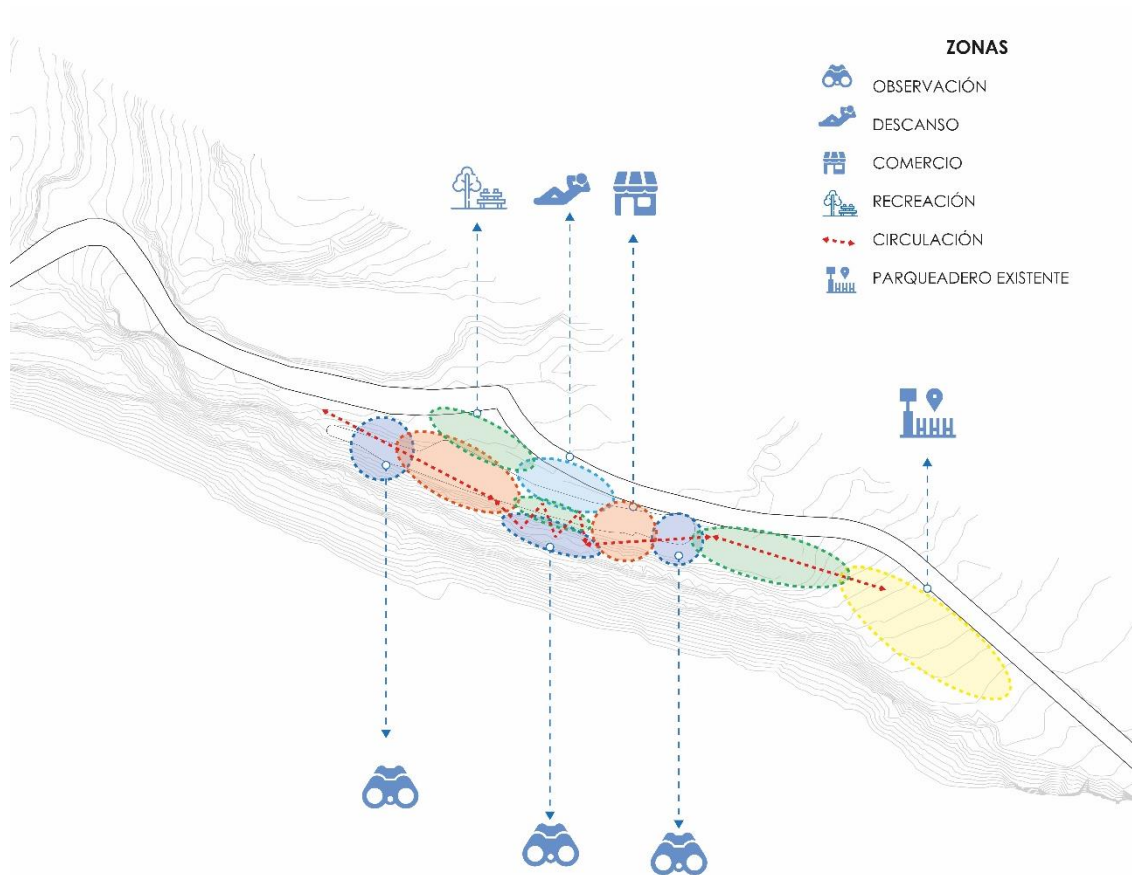 ZONAS
OBSERVACIÓN
DESCANSO
COMERCIO
RECREACIÓN
CIRCULACIÓN
PARQUEADERO EXISTENTE